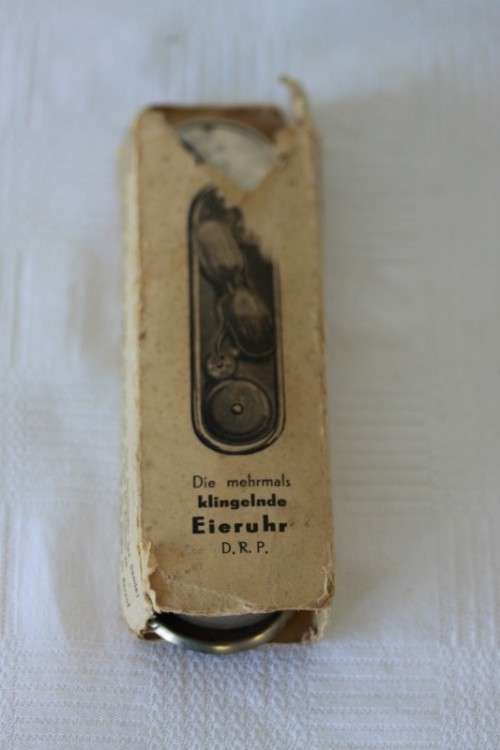 Die mehrmals
klingelnde
Eieruhr
D. R. P.